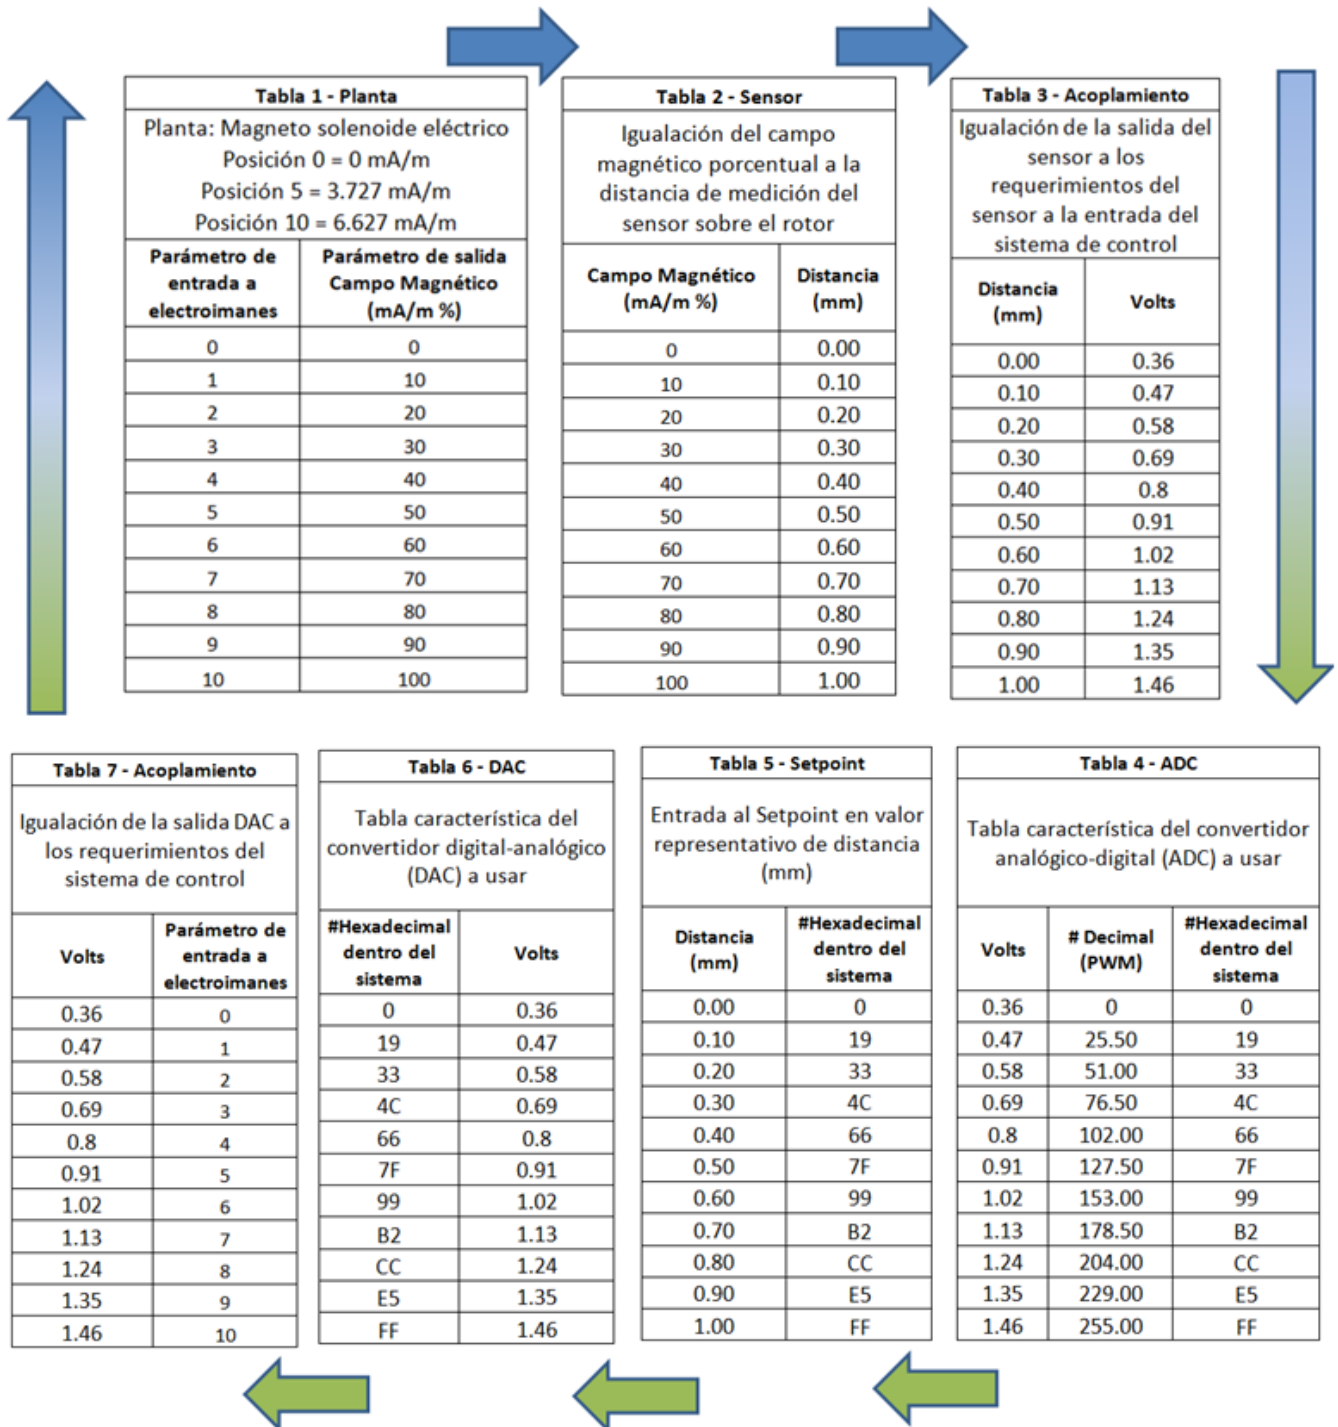 Tabla 1 - Planta
Planta: Magneto solenoide eléctrico
Posición 0 = 0 mA/m
Posición 5 = 3.727 mA/m
Posición 10 = 6.627 mA/m
Parámetro de entrada a electroimanes	Parámetro de salida Campo Magnético (mA/m %)
0	0
1	10
2	20
3	30
4	40
5	50
6	60
7	70
8	80
9	90
10	100
Tabla 2 - Sensor
Igualación del campo
magnético porcentual a la
distancia de medición del
sensor sobre el rotor
Campo Magnético (mA/m %)	Distancia (mm)
0	0.00
10	0.10
20	0.20
30	0.30
40	0.40
50	0.50
60	0.60
70	0.70
80	0.80
90	0.90
100	1.00
Tabla 3 - Acoplamiento
Igualación de la salida del
sensor a los
requerimientos del
sensor a la entrada del
sistema de control
Distancia (mm)	Volts
0.00	0.36
0.10	0.47
0.20	0.58
0.30	0.69
0.40	0.8
0.50	0.91
0.60	1.02
0.70	1.13
0.80	1.24
0.90	1.35
1.00	1.46
Tabla 7 - Acoplamiento
Igualación de la salida DAC a
los requerimientos del
sistema de control
Volts	Parámetro de entrada a electroimanes
0.36	0
0.47	1
0.58	2
0.69	3
0.8	4
0.91	5
1.02	6
1.13	7
1.24	8
1.35	9
1.46	10
Tabla 6 - DAC
Tabla característica del
convertidor digital-analógico
(DAC) a usar
#Hexadecimal dentro del sistema	Volts
0	0.36
19	0.47
33	0.58
4C	0.69
66	0.8
7F	0.91
99	1.02
B2	1.13
CC	1.24
E5	1.35
FF	1.46
Tabla 5 - Setpoint
Entrada al Setpoint en valor
representativo de distancia
(mm)
Distancia (mm)	#Hexadecimal dentro del sistema
0.00	0
0.10	19
0.20	33
0.30	4C
0.40	66
0.50	7F
0.60	99
0.70	B2
0.80	CC
0.90	E5
1.00	FF
Tabla 4 - ADC
Tabla característica del convertidor
analógico-digital (ADC) a usar
Volts	# Decimal (PWM)	#Hexadecimal dentro del sistema
0.36	0	0
0.47	25.50	19
0.58	51.00	33
0.69	76.50	4C
0.8	102.00	66
0.91	127.50	7F
1.02	153.00	99
1.13	178.50	B2
1.24	204.00	CC
1.35	229.00	E5
1.46	255.00	FF